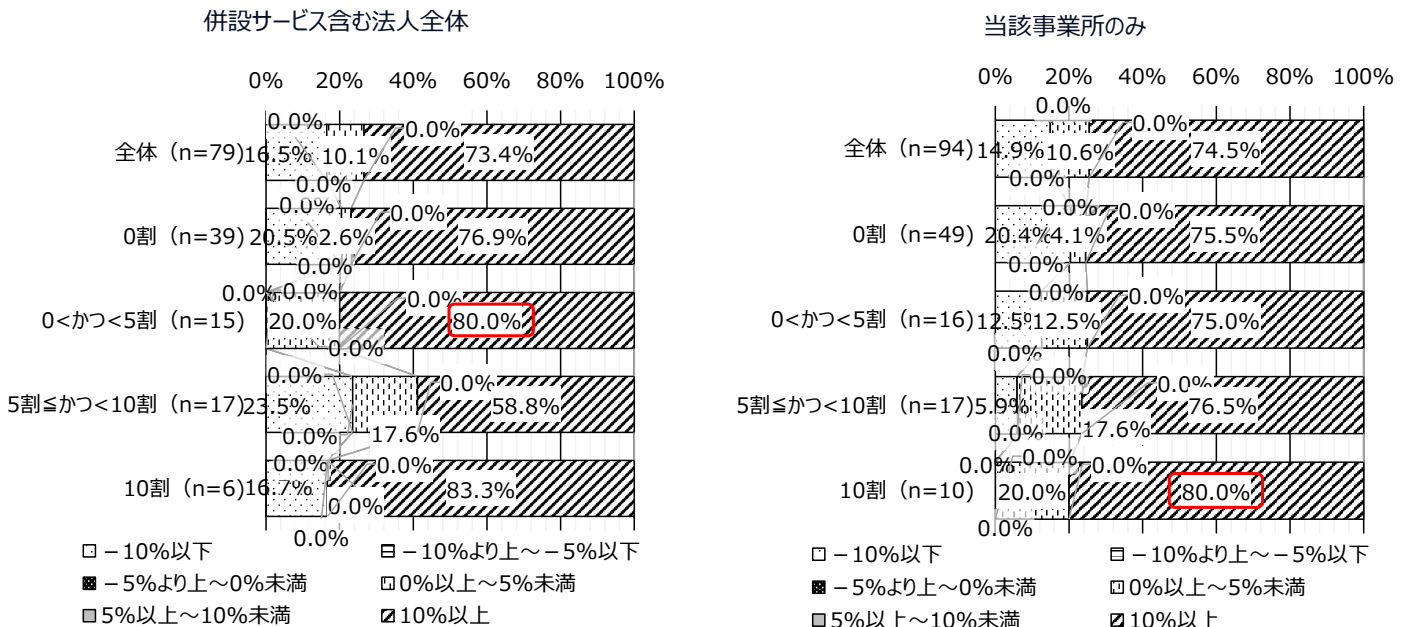 併設サービス含む法人全体
0% 20% 40% 60% 80% 100%
0.0% 0.0%
全体（n=79) 16.5% 10.1% 73.4%
0.0%
0.0% 0.0%
0割（n=39) 20.5% 2.6% 76.9%
0.0%
0.0% 0.0% 0.0%
0<かつ<5割（n=15) 20.0% 80.0%
0.0%
0.0% 0.0%
5割≦かつ<10割（n=17) 23.5% 58.8%
0.0% 17.6%
0.0% 0.0%
10割（n=6) 16.7% 83.3%
0.0%
0.0%
−10%以下 −10%より上～−5%以下
−5%より上～0%未満 0%以上～5%未満
5%以上～10%未満 10%以上
当該事業所のみ
0% 20% 40% 60% 80% 100%
0.0%
0.0%
全体（n=94) 14.9% 10.6% 74.5%
0.0%
0.0% 0.0%
0割（n=49) 20.4% 4.1% 75.5%
0.0%
0.0% 0.0%
0<かつ<5割（n=16) 12.5% 12.5% 75.0%
0.0%
0.0% 0.0%
5割≦かつ<10割（n=17) 5.9% 76.5%
0.0% 17.6%
0.0% 0.0% 0.0%
10割（n=10) 20.0% 80.0%
0.0%
−10%以下 −10%より上～−5%以下
−5%より上～0%未満 0%以上～5%未満
5%以上～10%未満 10%以上